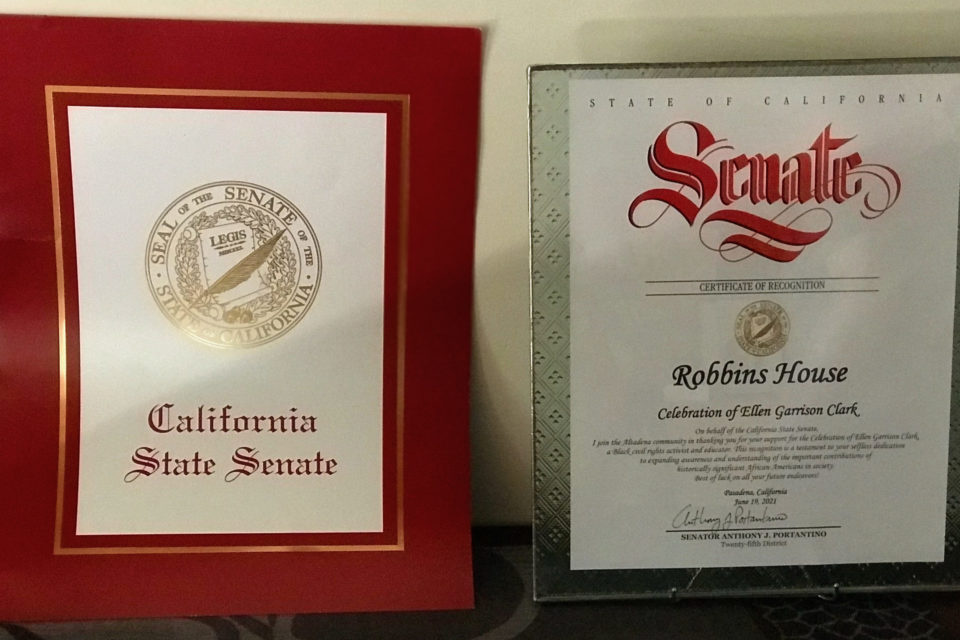 SEAL OF THE SENATE OF THE STATE OF CALIFORNIA
LEGIS
California
State Senate
STATE OF CALIFORNIA
Senate
CERTIFICATE OF RECOGNITION
Robbins House
Celebration of Ellen Garrison Clark
On behalf of the California State Senate,
I join the Altadena community in thanking you for your support for the Celebration of Ellen Garrison Clark,
a Black civil rights activist and educator. This recognition is a testament to your selfless dedication
to expanding awareness and understanding of the important contributions of
historically significant African Americans in society.
Best of luck on all your future endeavors!
Pasadena, California
June 19, 2021
Anthony J. Portantino
SENATOR ANTHONY J. PORTANTINO
Twenty-fifth District